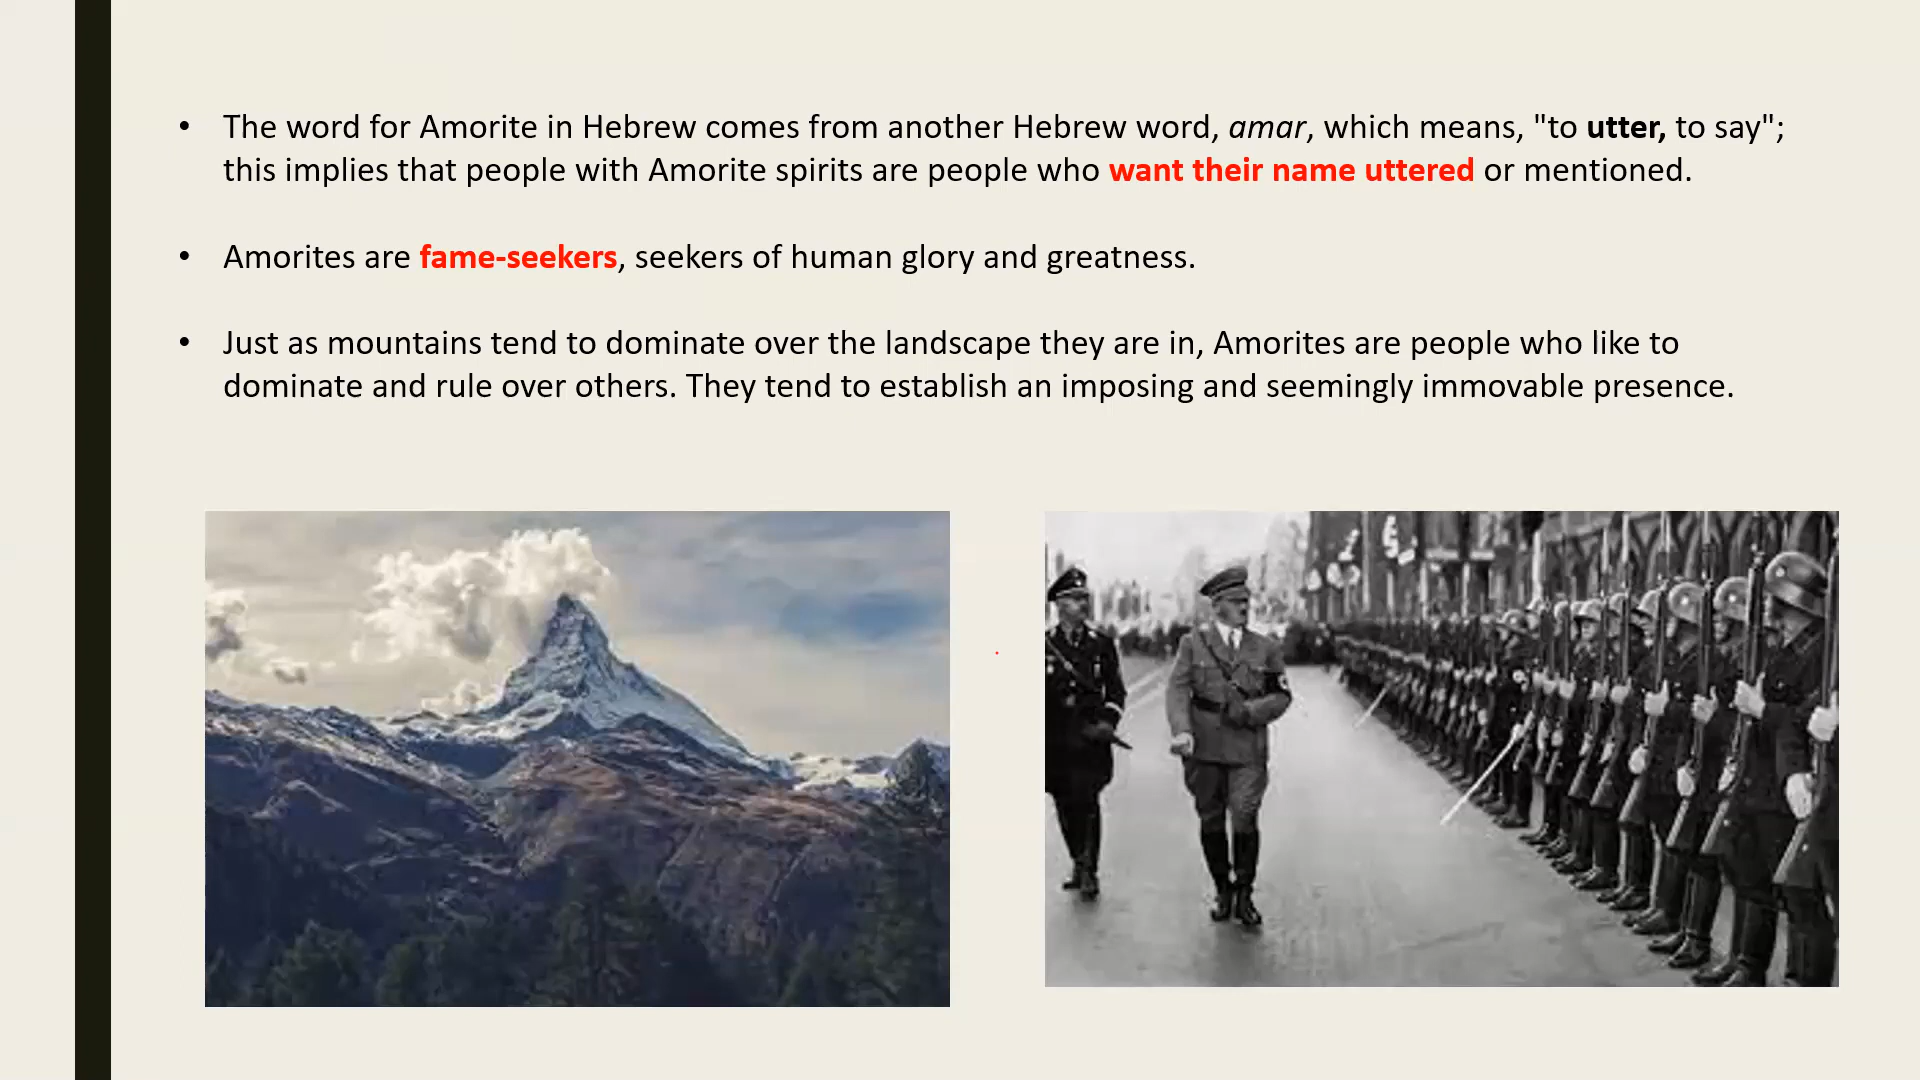 • The word for Amorite in Hebrew comes from another Hebrew word, amar, which means, "to utter, to say";
this implies that people with Amorite spirits are people who want their name uttered or mentioned.
• Amorites are fame-seekers, seekers of human glory and greatness.
• Just as mountains tend to dominate over the landscape they are in, Amorites are people who like to
dominate and rule over others. They tend to establish an imposing and seemingly immovable presence.